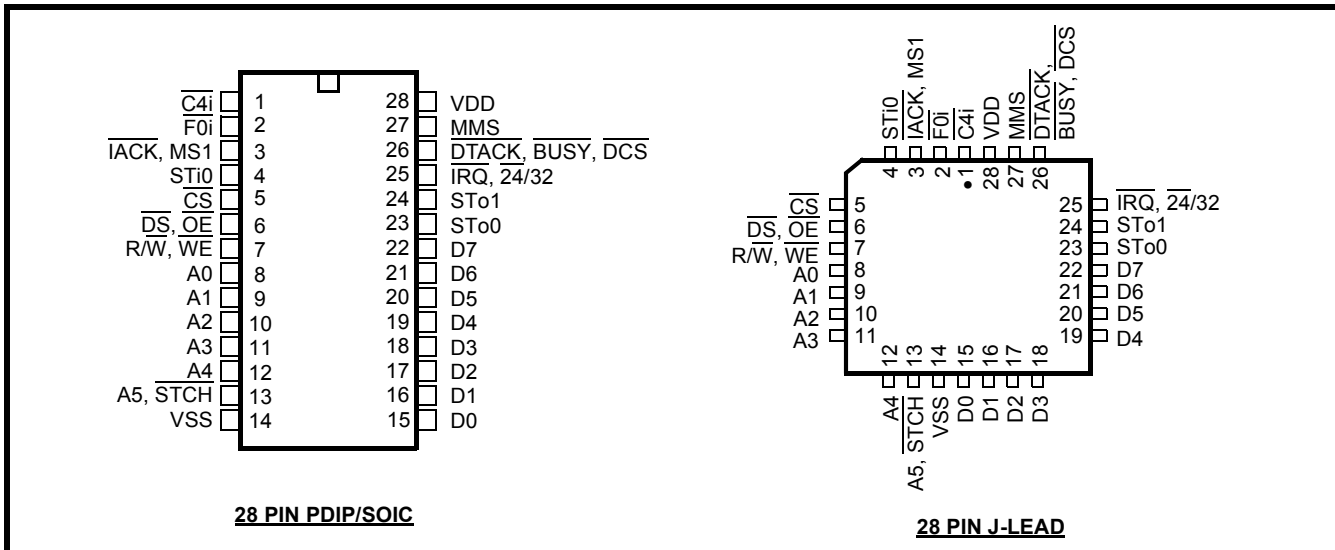 C4i 1 28 VDD
F0i 2 27 MMS
IACK, MS1 3 26 DTACK, BUSY, DCS
STi0 4 25 IRQ, 24/32
CS 5 24 STo1
DS, OE 6 23 STo0
R/W, WE 7 22 D7
A0 8 21 D6
A1 9 20 D5
A2 10 19 D4
A3 11 18 D3
A4 12 17 D2
A5, STCH 13 16 D1
VSS 14 15 D0
28 PIN PDIP/SOIC
STi0
IACK, MS1
F0i
C4i
VDD
MMS
DTACK,
BUSY, DCS
4 3 2 1 28 27 26
CS 5 25 IRQ, 24/32
DS, OE 6 24 STo1
R/W, WE 7 23 STo0
A0 8 22 D7
A1 9 21 D6
A2 10 20 D5
A3 11 19 D4
12 13 14 15 16 17 18
A4
A5, STCH
VSS
D0
D1
D2
D3
28 PIN J-LEAD